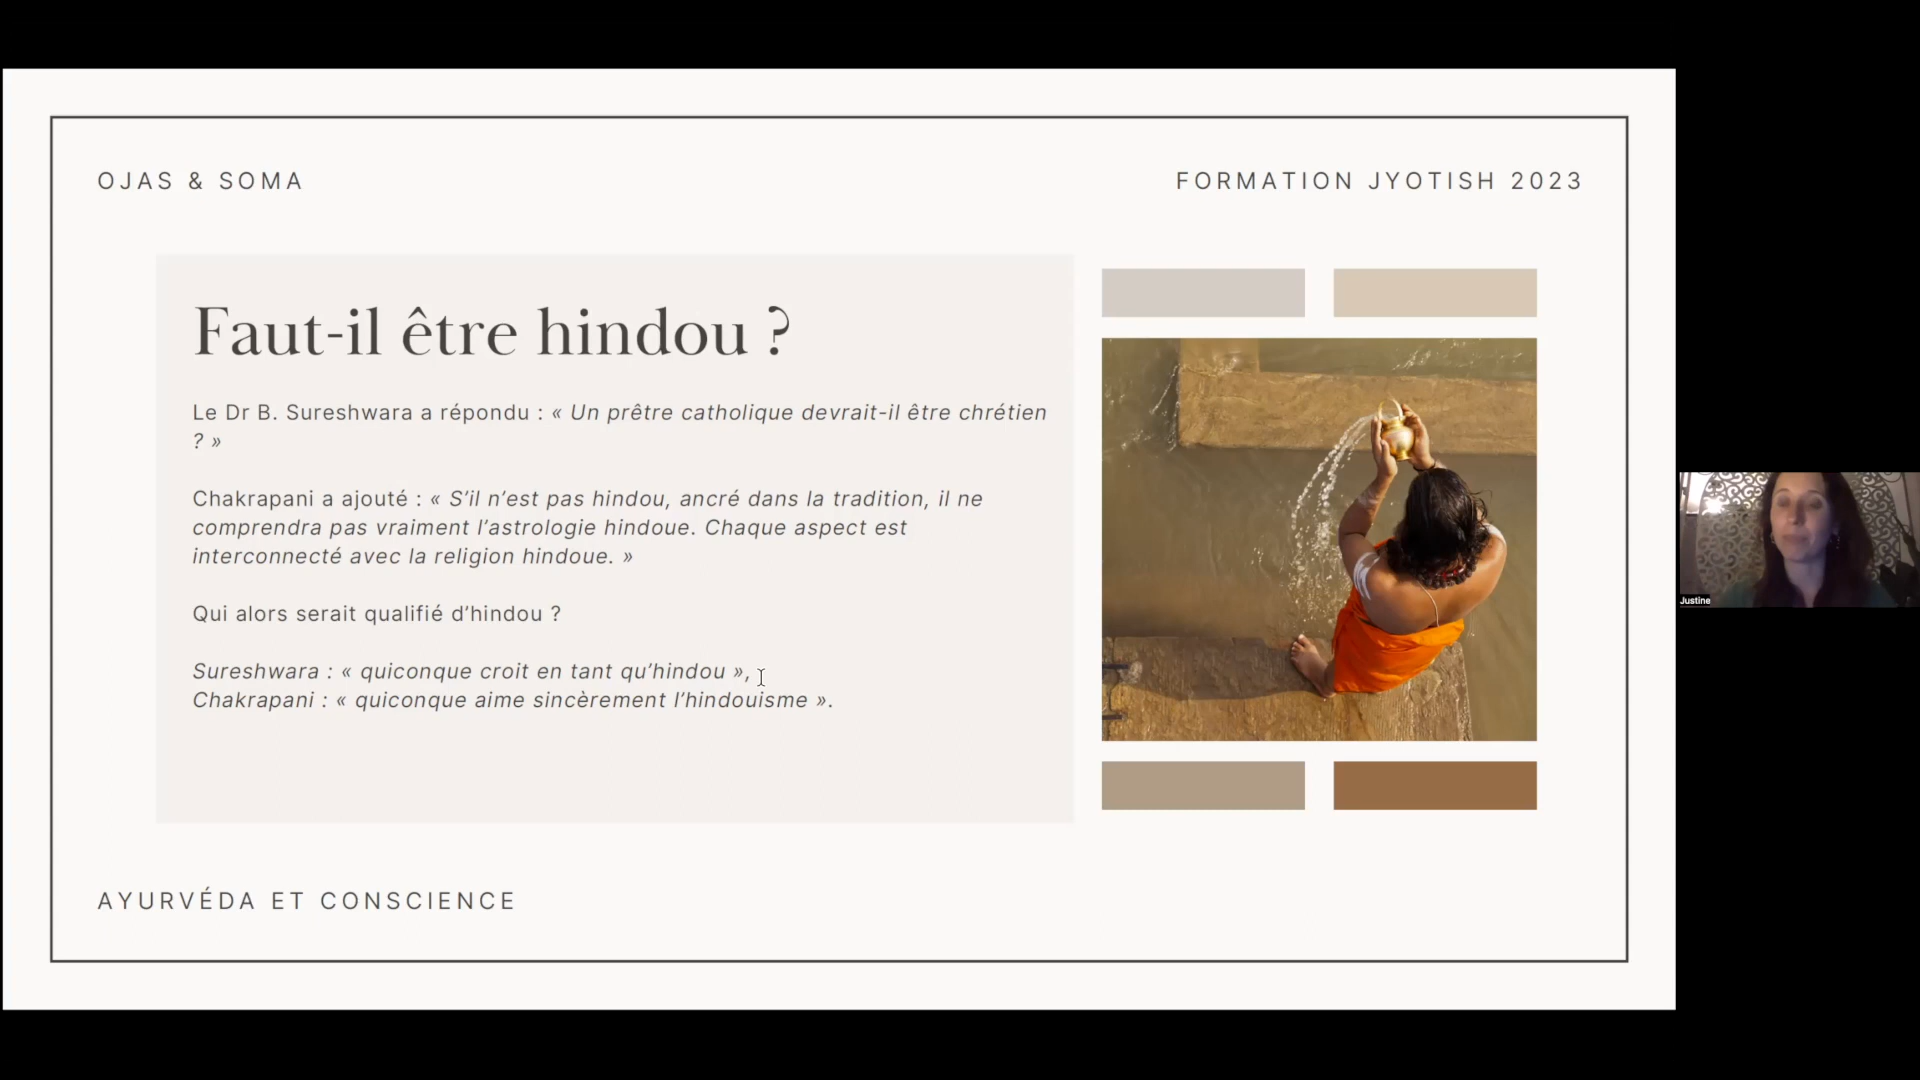 OJAS & SOMA
FORMATION JYOTISH 2023
Faut-il être hindou ?
Le Dr B. Sureshwara a répondu : « Un prêtre catholique devrait-il être chrétien
? »
Chakrapani a ajouté : « S’il n’est pas hindou, ancré dans la tradition, il ne
comprendra pas vraiment l’astrologie hindoue. Chaque aspect est
interconnecté avec la religion hindoue. »
Qui alors serait qualifié d’hindou ?
Sureshwara : « quiconque croit en tant qu’hindou »,
Chakrapani : « quiconque aime sincèrement l’hindouisme ».
Justine
AYURVÉDA ET CONSCIENCE